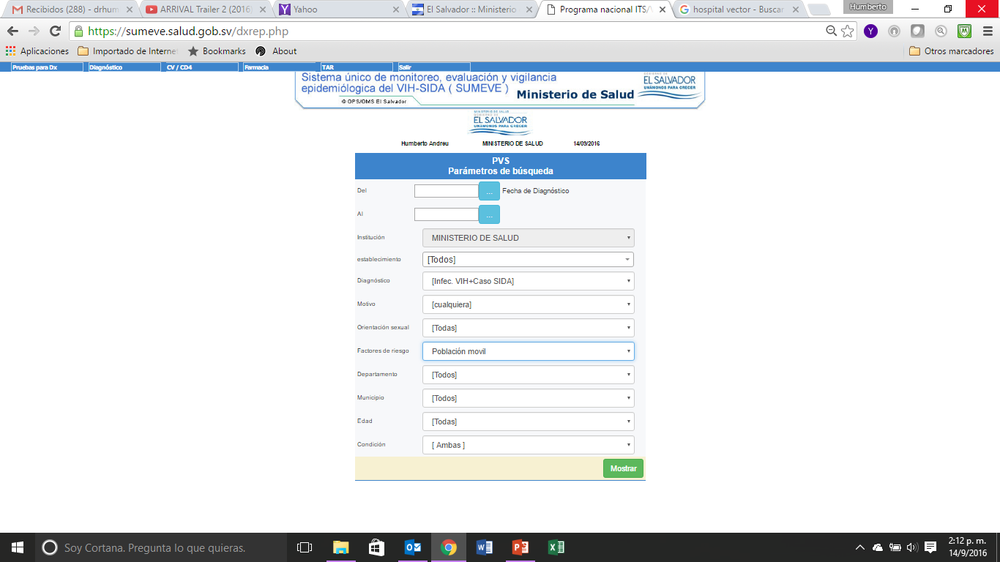 Recibidos (288) - drhum
ARRIVAL Trailer 2 (2016)
Yahoo
El Salvador :: Ministerio
Programa nacional ITS/
hospital vector - Buscar
Humberto
https://sumeve.salud.gob.sv/dxrep.php
Aplicaciones
Importado de Interne
Bookmarks
About
Otros marcadores
Pruebas para Dx
Diagnóstico
CV / CD4
Farmacia
TAR
Salir
Sistema único de monitoreo, evaluación y vigilancia
epidemiológica del VIH-SIDA ( SUMEVE )
Ministerio de Salud
© OPS/OMS El Salvador
EL SALVADOR
UNÁMONOS PARA CRECER
MINISTERIO DE SALUD
GOBIERNO DE
EL SALVADOR
UNÁMONOS PARA CRECER
Humberto Andreu MINISTERIO DE SALUD 14/09/2016
PVS
Parámetros de búsqueda
Del ... Fecha de Diagnóstico
Al ...
Institución MINISTERIO DE SALUD
establecimiento [Todos]
Diagnóstico [Infec. VIH+Caso SIDA]
Motivo [cualquiera]
Orientación sexual [Todas]
Factores de riesgo Población movil
Departamento [Todos]
Municipio [Todos]
Edad [Todas]
Condición [ Ambas ]
Mostrar
Soy Cortana. Pregunta lo que quieras.
2:12 p. m.
14/9/2016